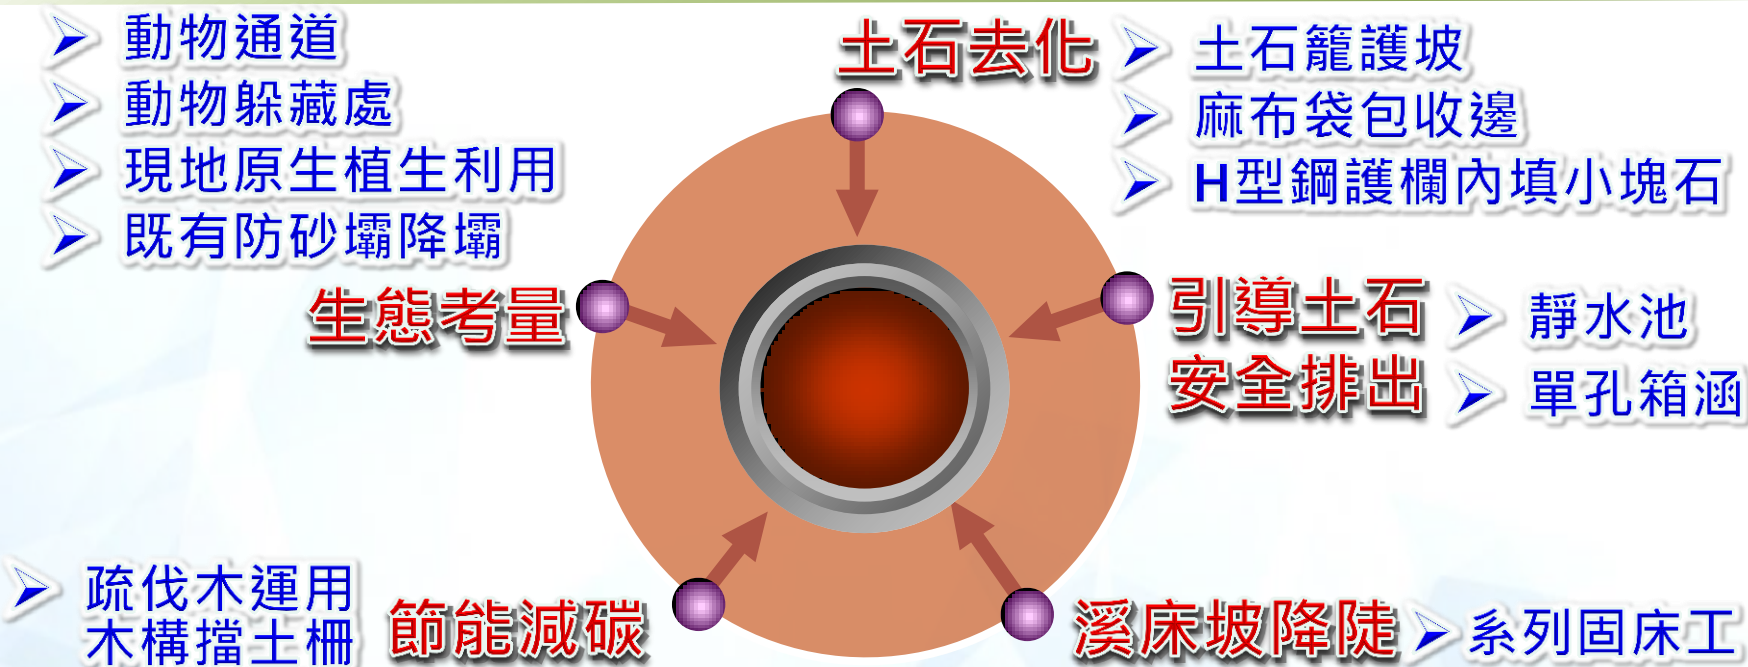 動物通道
動物躲藏處
現地原生植生利用
既有防砂壩降壩
生態考量
土石去化
土石籠護坡
麻布袋包收邊
H型鋼護欄內填小塊石
引導土石
安全排出
靜水池
單孔箱涵
疏伐木運用
木構擋土柵
節能減碳
溪床坡降陡
系列固床工